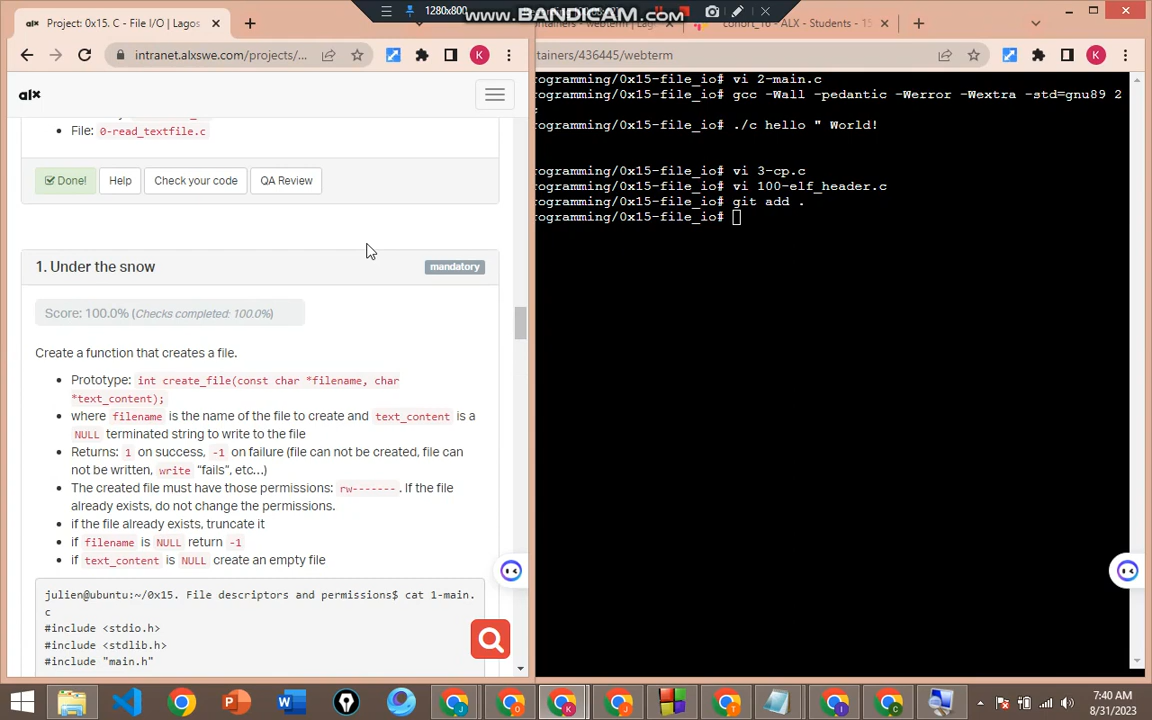 1280x800
www.BANDICAM.com
Project: 0x15. C - File I/O | Lagos
cohort_16 - ALX - Students - 15
intranet.alxswe.com/projects/...
K
tainers/436445/webterm
K
alx
File: 0-read_textfile.c
Done!
Help
Check your code
QA Review
1. Under the snow
mandatory
Score: 100.0% (Checks completed: 100.0%)
Create a function that creates a file.
Prototype: int create_file(const char *filename, char
*text_content);
where filename is the name of the file to create and text_content is a
NULL terminated string to write to the file
Returns: 1 on success, -1 on failure (file can not be created, file can
not be written, write “fails”, etc…)
The created file must have those permissions: rw-------. If the file
already exists, do not change the permissions.
if the file already exists, truncate it
if filename is NULL return -1
if text_content is NULL create an empty file
julien@ubuntu:~/0x15. File descriptors and permissions$ cat 1-main.
c
#include <stdio.h>
#include <stdlib.h>
#include "main.h"
rogramming/0x15-file_io# vi 2-main.c
rogramming/0x15-file_io# gcc -Wall -pedantic -Werror -Wextra -std=gnu89 2
rogramming/0x15-file_io# ./c hello " World!
rogramming/0x15-file_io# vi 3-cp.c
rogramming/0x15-file_io# vi 100-elf_header.c
rogramming/0x15-file_io# git add .
rogramming/0x15-file_io#
7:40 AM
8/31/2023